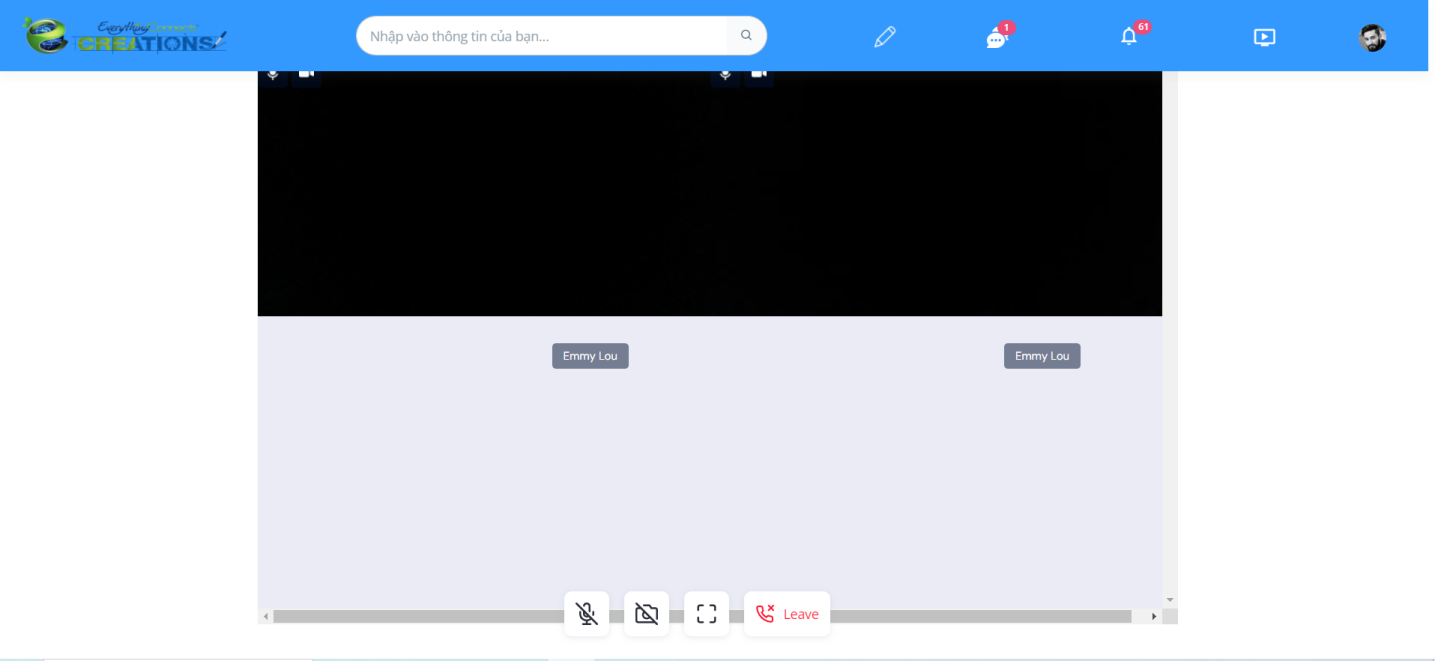 EverythingConnects
CREATIONS
Nhập vào thông tin của bạn...
1
61
Emmy Lou
Emmy Lou
Leave